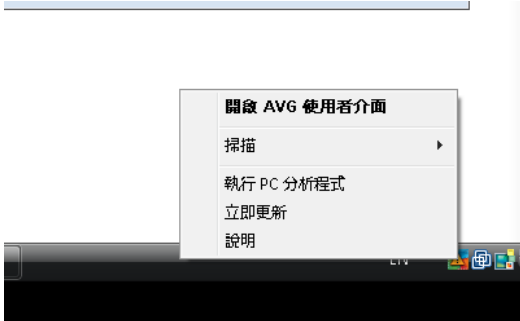 開啟 AVG 使用者介面
掃描
執行 PC 分析程式
立即更新
說明
EN